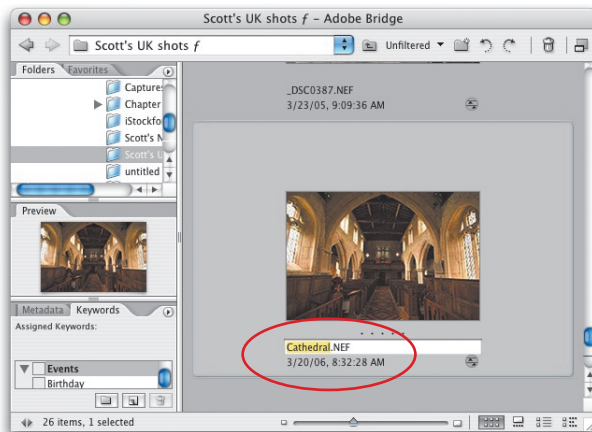 Scott's UK shots ƒ – Adobe Bridge
Scott's UK shots ƒ
Unfiltered
Folders
Favorites
Captures
Chapter
iStockfo
Scott's N
Scott's U
untitled
_DSC0387.NEF
3/23/05, 9:09:36 AM
Preview
Metadata
Keywords
Assigned Keywords:
Events
Birthday
Cathedral.NEF
3/20/06, 8:32:28 AM
26 items, 1 selected